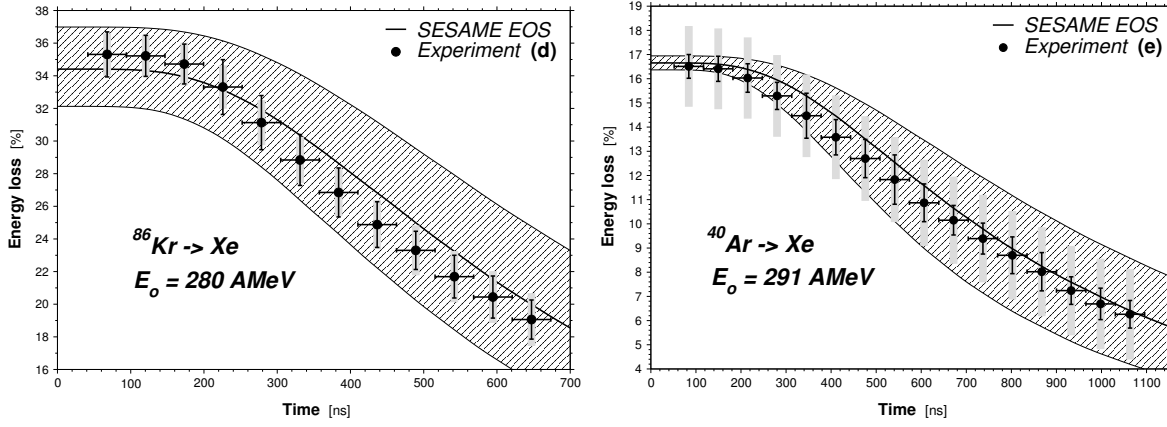 38
36
34
32
30
28
26
24
22
20
18
16
Energy loss [%]
SESAME EOS
Experiment (d)
⁸⁶Kr -> Xe
Eₒ = 280 AMeV
0 100 200 300 400 500 600 700
Time [ns]
19
18
17
16
15
14
13
12
11
10
9
8
7
6
5
4
Energy loss [%]
SESAME EOS
Experiment (e)
⁴⁰Ar -> Xe
Eₒ = 291 AMeV
0 100 200 300 400 500 600 700 800 900 1000 1100
Time [ns]